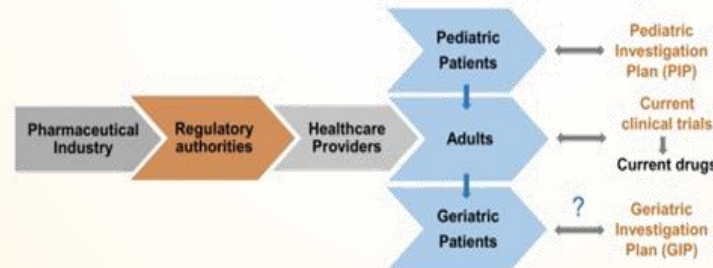 Pediatric
Patients
Pediatric
Investigation
Plan (PIP)
Pharmaceutical
Industry
Regulatory
authorities
Healthcare
Providers
Adults
Current
clinical trials
Current drugs
Geriatric
Patients
?
Geriatric
Investigation
Plan (GIP)